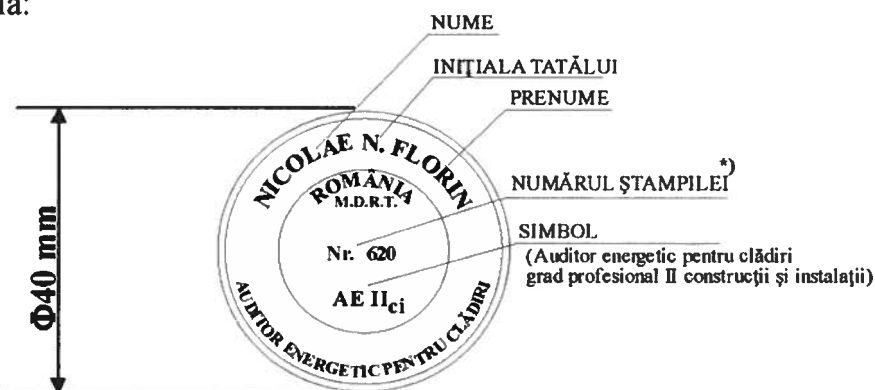 la:
NUME
INIȚIALA TATĂLUI
PRENUME
NUMĂRUL ȘTAMPILEI*)
SIMBOL
(Auditor energetic pentru clădiri
grad profesional II construcții și instalații)
Φ40 mm
NICOLAE N. FLORIN
ROMÂNIA
M.D.R.T.
Nr. 620
AE IIci
AUDITOR ENERGETIC PENTRU CLĂDIRI